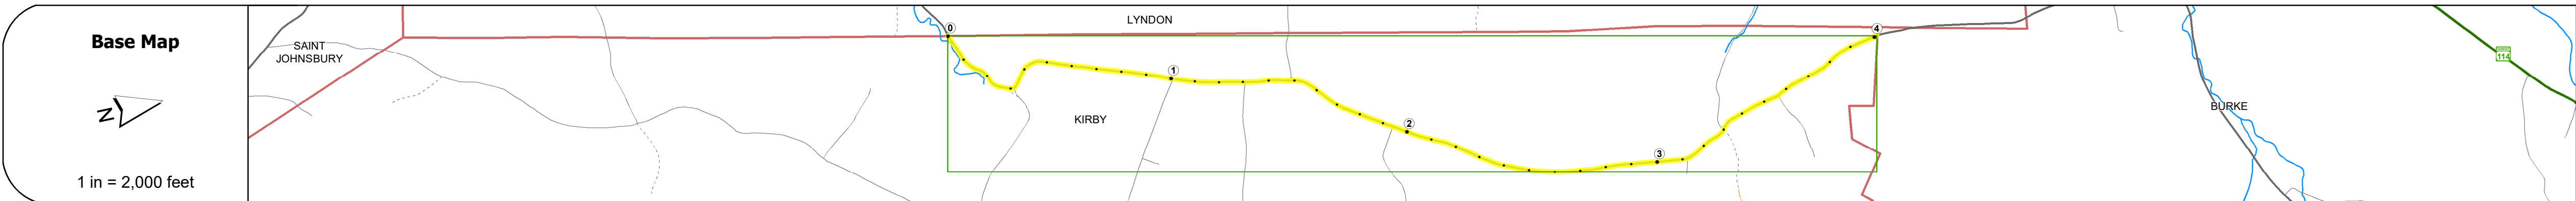 Base Map
N
1 in = 2,000 feet
SAINT
JOHNSBURY
LYNDON
KIRBY
BURKE
0
1
2
3
4
114